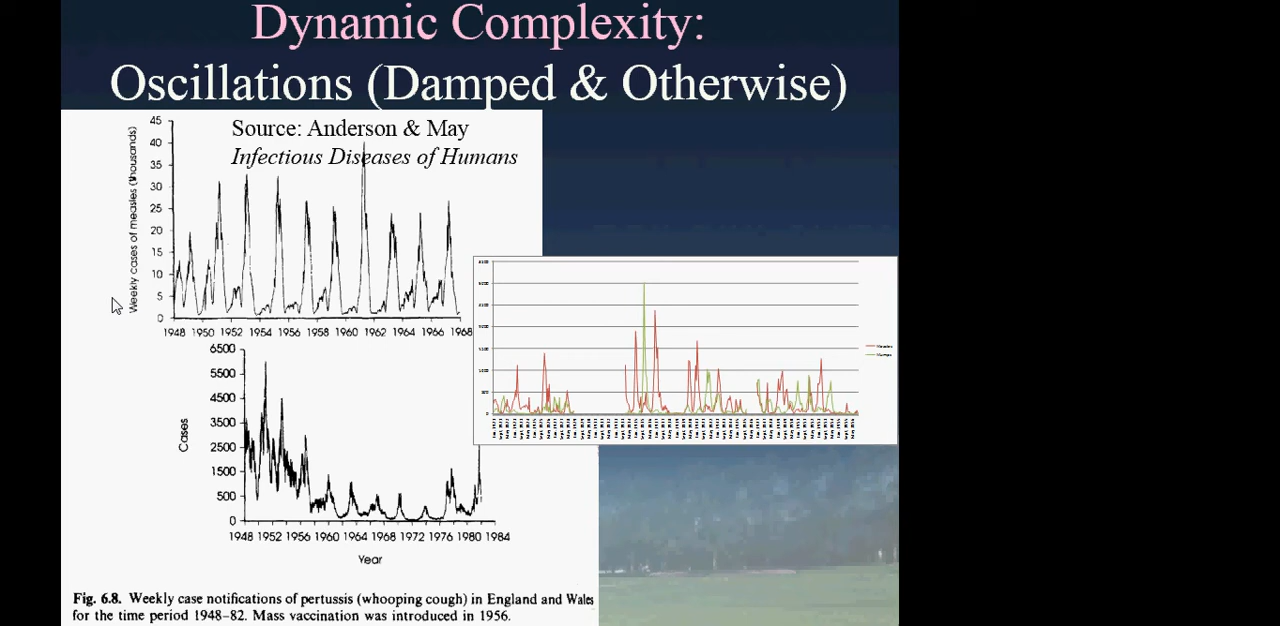 Dynamic Complexity:
Oscillations (Damped & Otherwise)
Source: Anderson & May
Infectious Diseases of Humans
Weekly cases of measles (thousands)
45
40
35
30
25
20
15
10
5
0
1948 1950 1952 1954 1956 1958 1960 1962 1964 1966 1968
6500
5500
4500
3500
2500
1500
500
0
Cases
1948 1952 1956 1960 1964 1968 1972 1976 1980 1984
Year
Measles
Mumps
Fig. 6.8. Weekly case notifications of pertussis (whooping cough) in England and Wales
for the time period 1948–82. Mass vaccination was introduced in 1956.